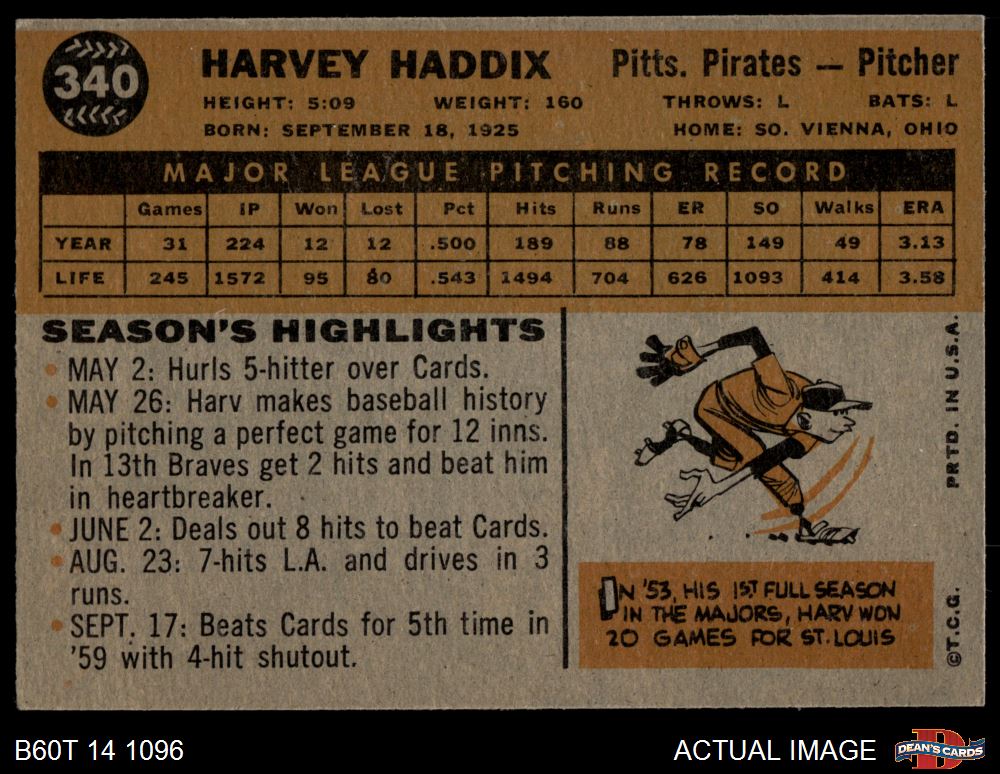 340
HARVEY HADDIX
Pitts. Pirates — Pitcher
HEIGHT: 5:09 WEIGHT: 160 THROWS: L BATS: L
BORN: SEPTEMBER 18, 1925 HOME: SO. VIENNA, OHIO
MAJOR LEAGUE PITCHING RECORD
Games IP Won Lost Pct Hits Runs ER SO Walks ERA
YEAR 31 224 12 12 .500 189 88 78 149 49 3.13
LIFE 245 1572 95 80 .543 1494 704 626 1093 414 3.58
SEASON'S HIGHLIGHTS
• MAY 2: Hurls 5-hitter over Cards.
• MAY 26: Harv makes baseball history
by pitching a perfect game for 12 inns.
In 13th Braves get 2 hits and beat him
in heartbreaker.
• JUNE 2: Deals out 8 hits to beat Cards.
• AUG. 23: 7-hits L.A. and drives in 3
runs.
• SEPT. 17: Beats Cards for 5th time in
'59 with 4-hit shutout.
IN '53, HIS 1ST FULL SEASON
IN THE MAJORS, HARV WON
20 GAMES FOR ST. LOUIS
©T.C.G. PRTD. IN U.S.A.
B60T 14 1096
ACTUAL IMAGE
D
DEAN'S CARDS